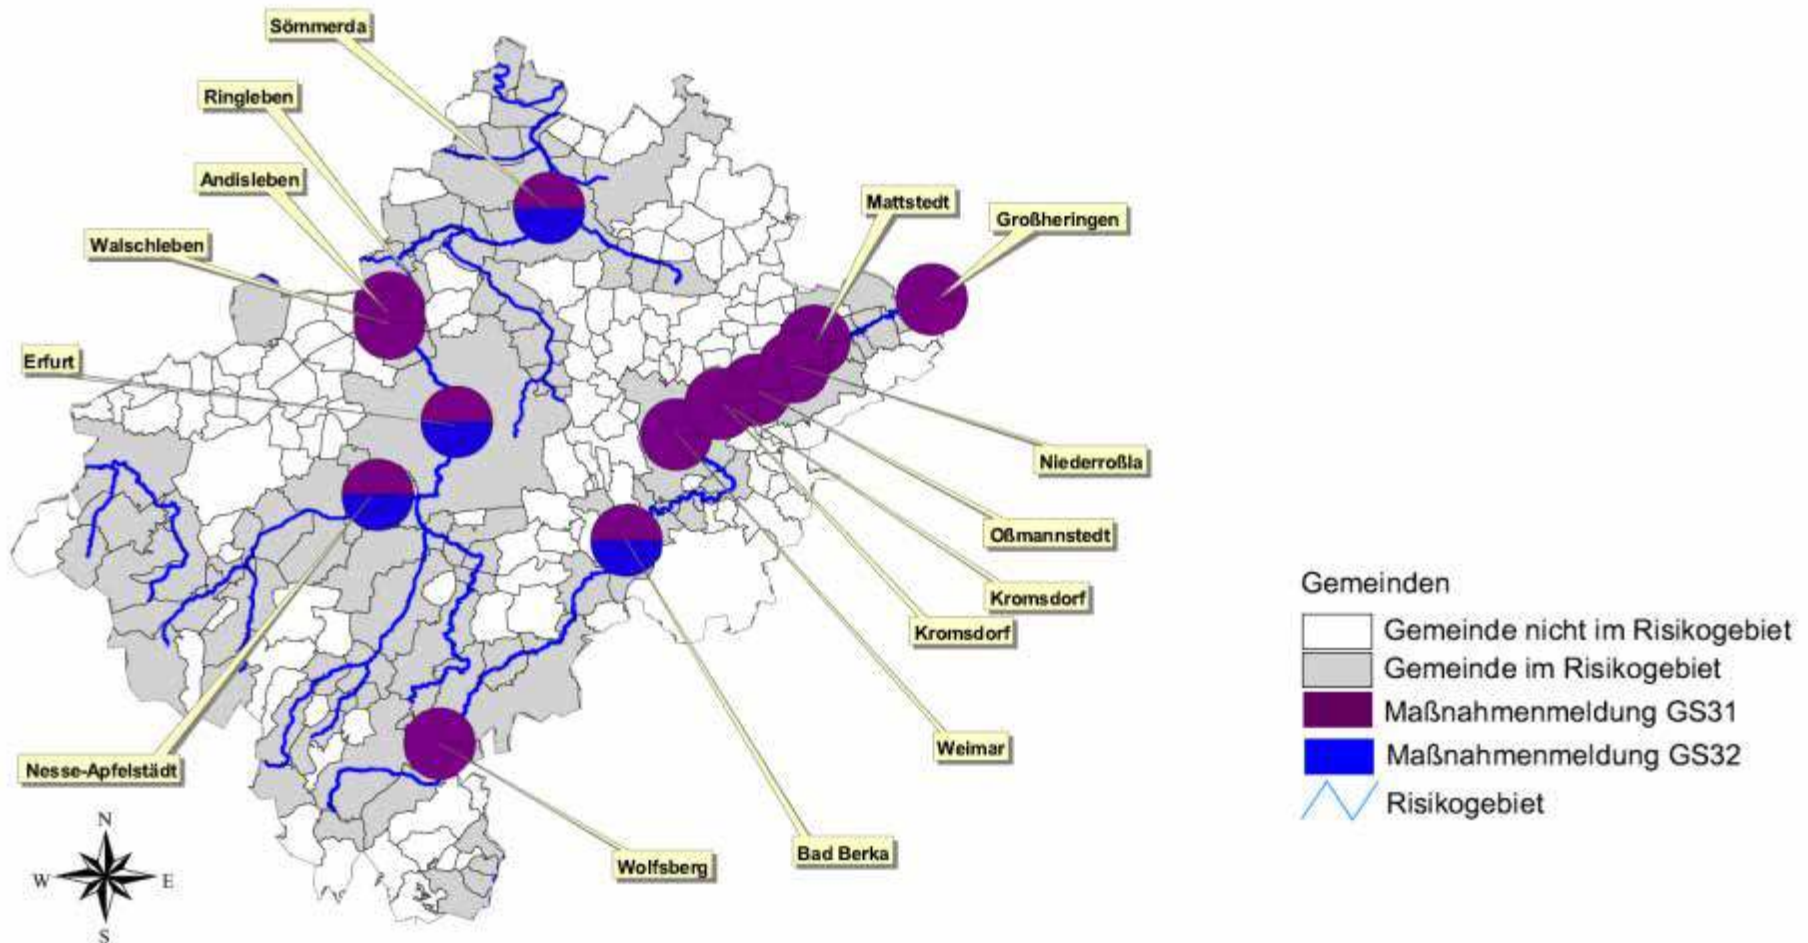 Sömmerda
Ringleben
Andisleben
Walschleben
Erfurt
Mattstedt
Großheringen
Niederroßla
Oßmannstedt
Kromsdorf
Kromsdorf
Weimar
Nesse-Apfelstädt
Bad Berka
Wolfsberg
N
W E
S
Gemeinden
Gemeinde nicht im Risikogebiet
Gemeinde im Risikogebiet
Maßnahmenmeldung GS31
Maßnahmenmeldung GS32
Risikogebiet